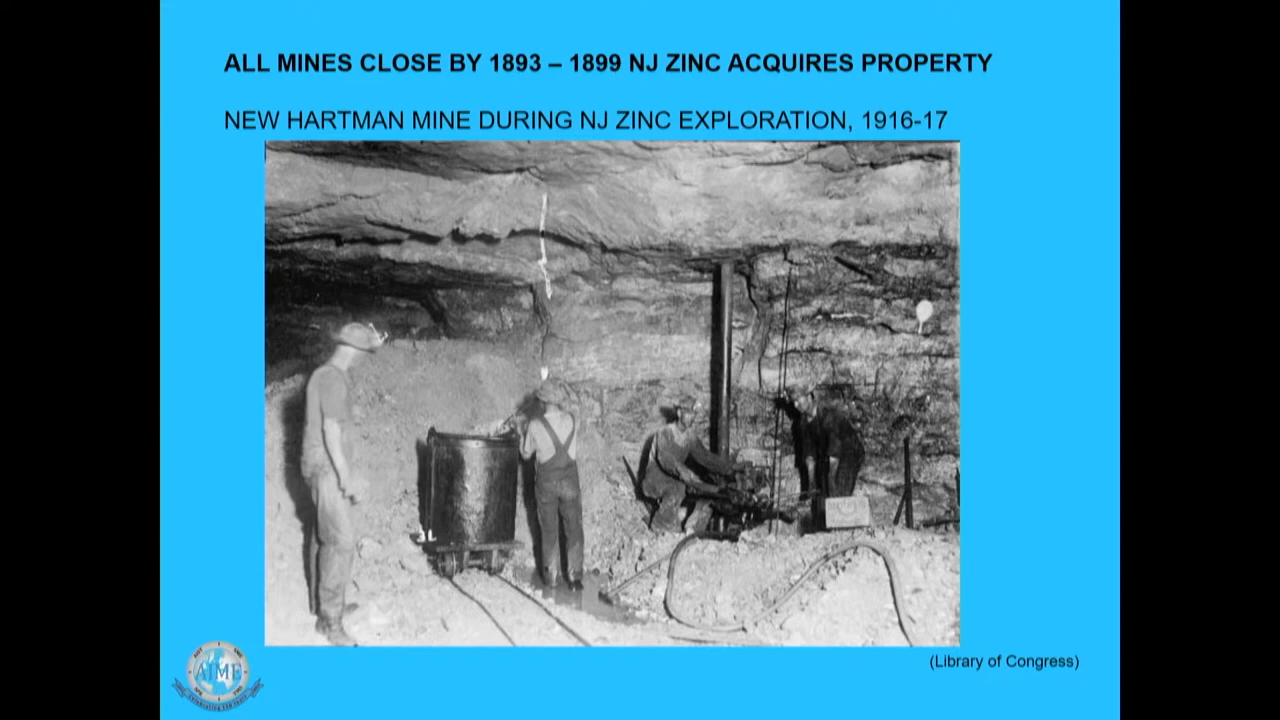 ALL MINES CLOSE BY 1893 – 1899 NJ ZINC ACQUIRES PROPERTY
NEW HARTMAN MINE DURING NJ ZINC EXPLORATION, 1916-17
(Library of Congress)
AIME